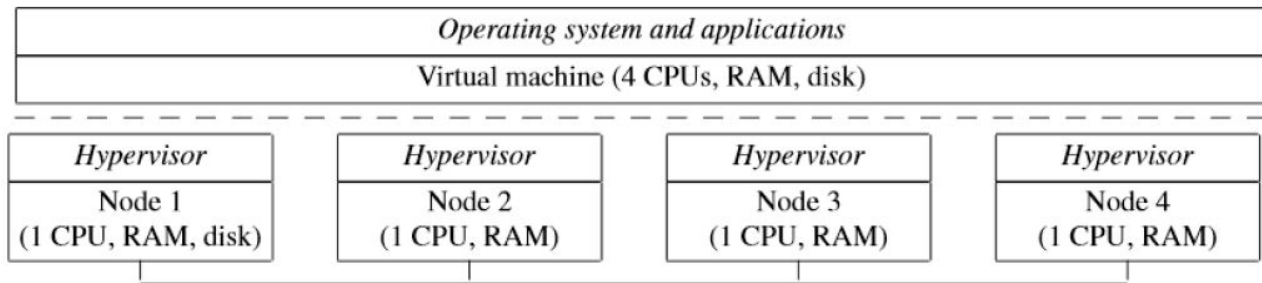 Operating system and applications
Virtual machine (4 CPUs, RAM, disk)
Hypervisor
Node 1
(1 CPU, RAM, disk)
Hypervisor
Node 2
(1 CPU, RAM)
Hypervisor
Node 3
(1 CPU, RAM)
Hypervisor
Node 4
(1 CPU, RAM)